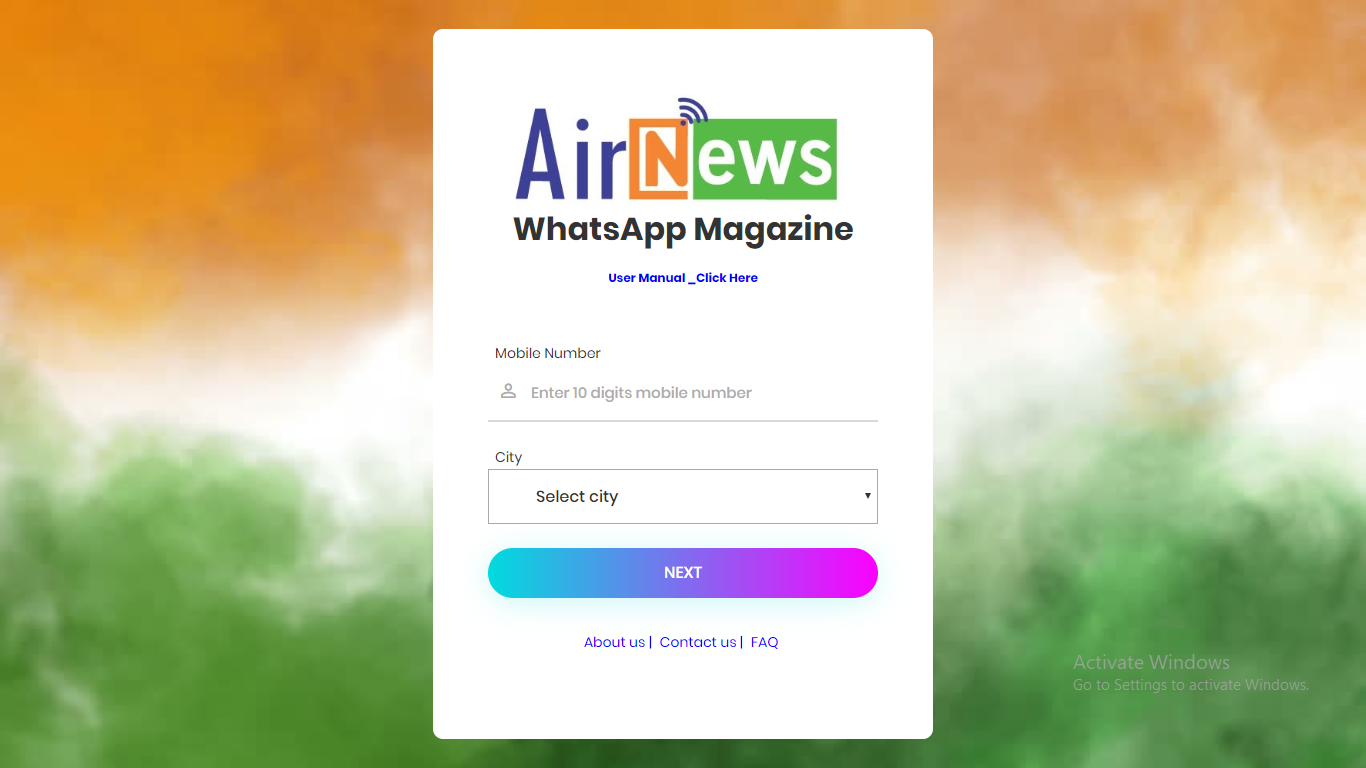 AirNews
WhatsApp Magazine
User Manual _Click Here
Mobile Number
Enter 10 digits mobile number
City
Select city
NEXT
About us | Contact us | FAQ
Activate Windows
Go to Settings to activate Windows.